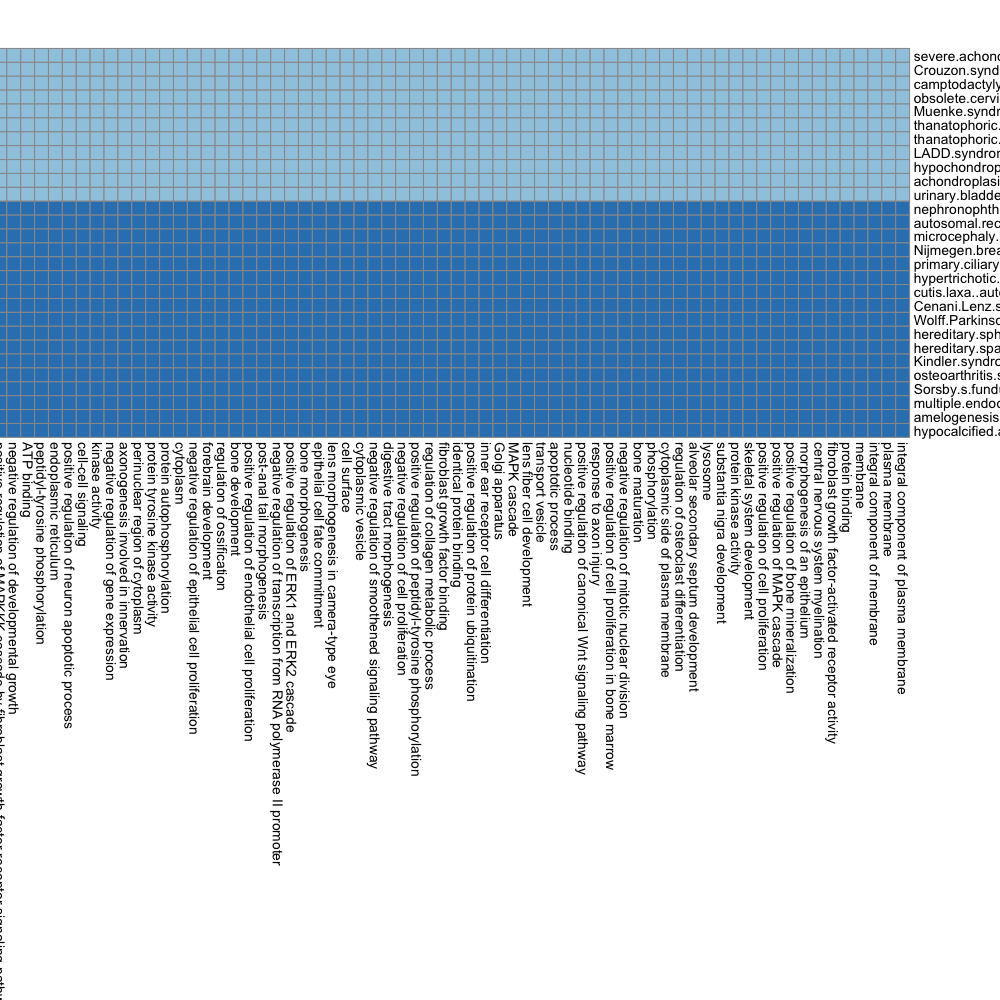 severe.achond
Crouzon.synd
camptodactyly
obsolete.cervi
Muenke.syndr
thanatophoric.
thanatophoric.
LADD.syndron
hypochondrop
achondroplasi
urinary.bladde
nephronophth
autosomal.rec
microcephaly.
Nijmegen.brea
primary.ciliary
hypertrichotic.
cutis.laxa..auto
Cenani.Lenz.s
Wolff.Parkinso
hereditary.sph
hereditary.spa
Kindler.syndro
osteoarthritis.s
Sorsby.s.fundu
multiple.endoc
amelogenesis
hypocalcified.a
positive regulation of MAPKKK cascade by fibroblast growth factor receptor signaling pathw
negative regulation of developmental growth
ATP binding
peptidyl-tyrosine phosphorylation
endoplasmic reticulum
positive regulation of neuron apoptotic process
cell-cell signaling
kinase activity
negative regulation of gene expression
axonogenesis involved in innervation
perinuclear region of cytoplasm
protein tyrosine kinase activity
protein autophosphorylation
cytoplasm
negative regulation of epithelial cell proliferation
forebrain development
regulation of ossification
bone development
positive regulation of endothelial cell proliferation
post-anal tail morphogenesis
negative regulation of transcription from RNA polymerase II promoter
positive regulation of ERK1 and ERK2 cascade
bone morphogenesis
epithelial cell fate commitment
lens morphogenesis in camera-type eye
cell surface
cytoplasmic vesicle
negative regulation of smoothened signaling pathway
digestive tract morphogenesis
negative regulation of cell proliferation
positive regulation of peptidyl-tyrosine phosphorylation
regulation of collagen metabolic process
fibroblast growth factor binding
identical protein binding
positive regulation of protein ubiquitination
inner ear receptor cell differentiation
Golgi apparatus
MAPK cascade
lens fiber cell development
transport vesicle
apoptotic process
nucleotide binding
positive regulation of canonical Wnt signaling pathway
response to axon injury
positive regulation of cell proliferation in bone marrow
negative regulation of mitotic nuclear division
bone maturation
phosphorylation
cytoplasmic side of plasma membrane
regulation of osteoclast differentiation
alveolar secondary septum development
lysosome
substantia nigra development
protein kinase activity
skeletal system development
positive regulation of cell proliferation
positive regulation of MAPK cascade
positive regulation of bone mineralization
morphogenesis of an epithelium
central nervous system myelination
fibroblast growth factor-activated receptor activity
protein binding
membrane
integral component of membrane
plasma membrane
integral component of plasma membrane